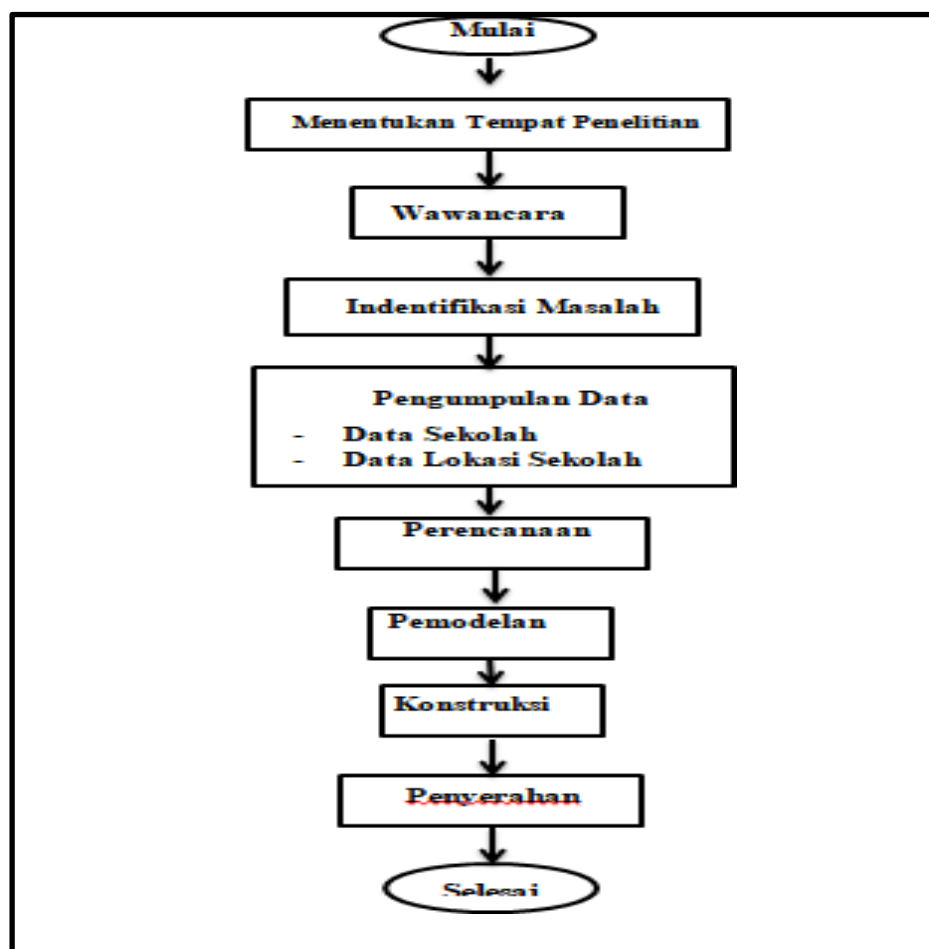 Mulai
Menentukan Tempat Penelitian
Wawancara
Indentifikasi Masalah
Pengumpulan Data
- Data Sekolah
- Data Lokasi Sekolah
Perencanaan
Pemodelan
Konstruksi
Penyerahan
Selesai